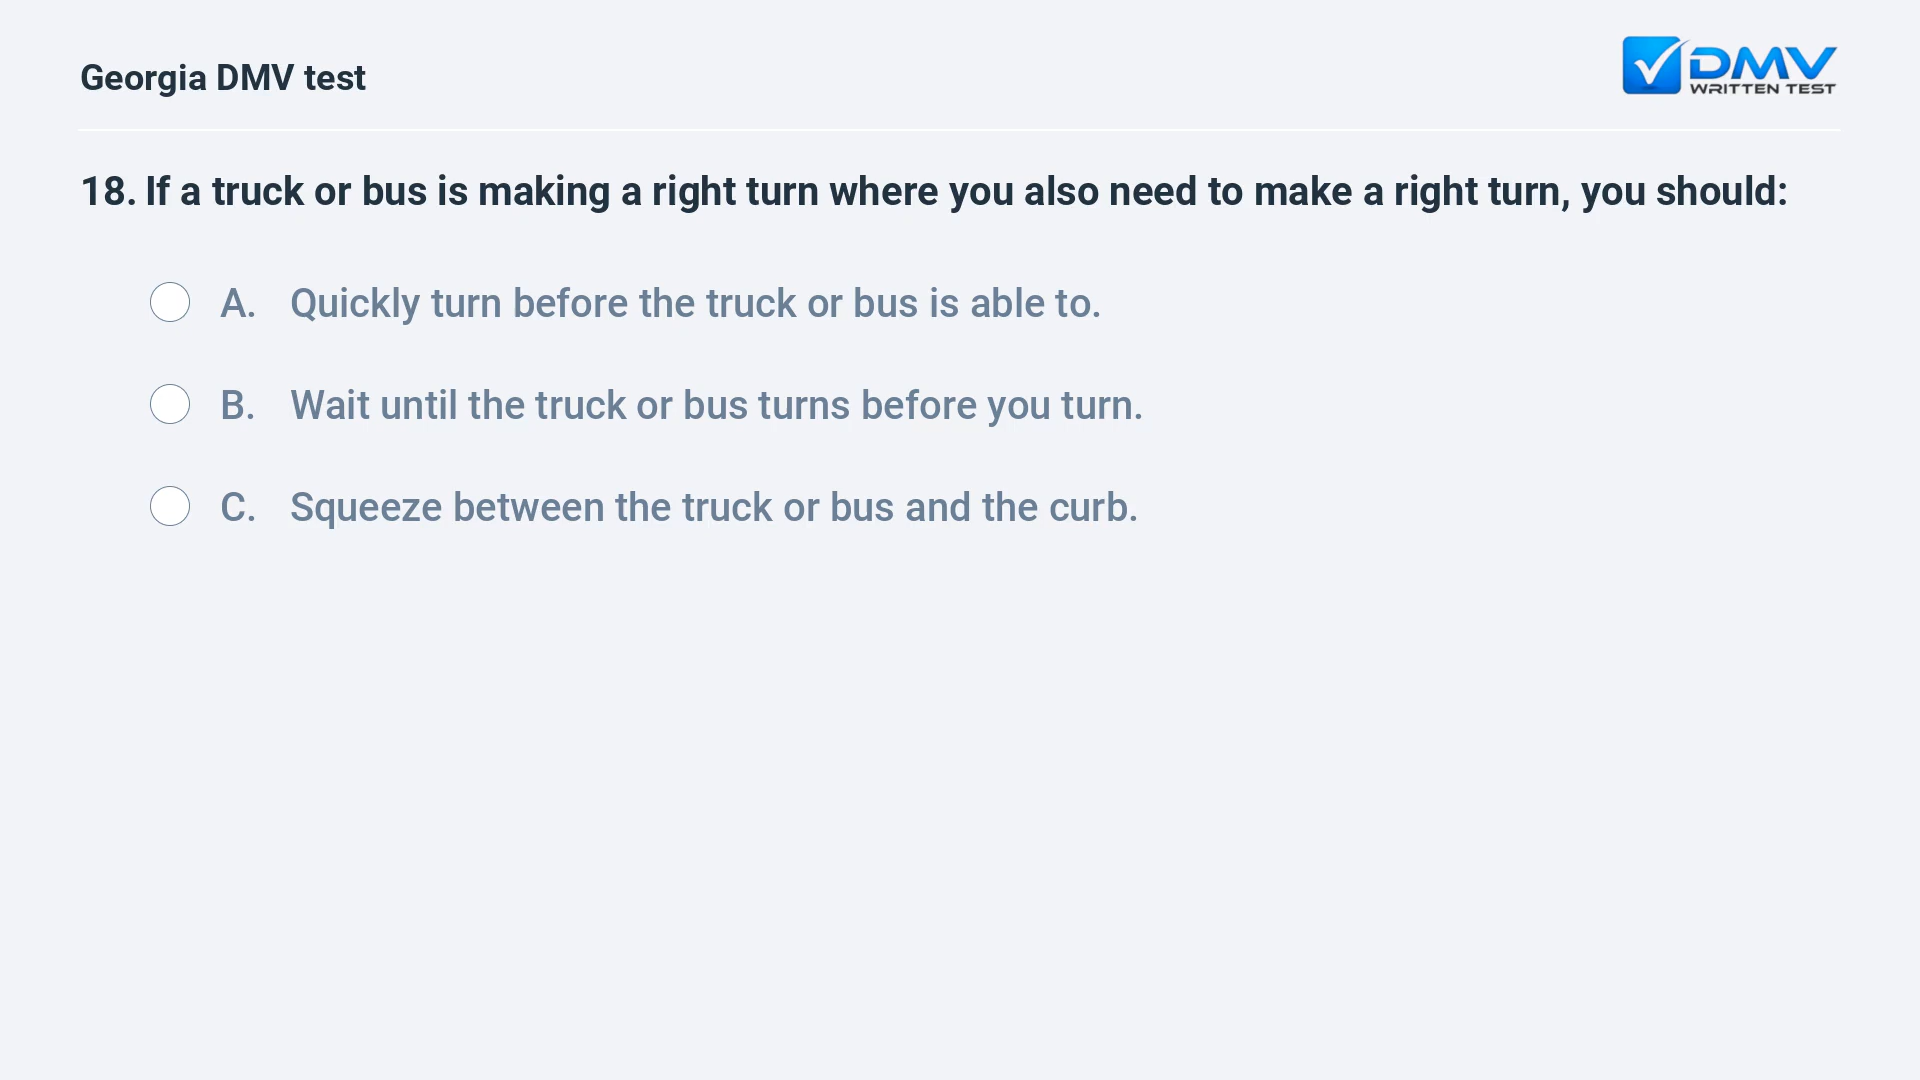 Georgia DMV test
DMV
WRITTEN TEST
18. If a truck or bus is making a right turn where you also need to make a right turn, you should:
A. Quickly turn before the truck or bus is able to.
B. Wait until the truck or bus turns before you turn.
C. Squeeze between the truck or bus and the curb.